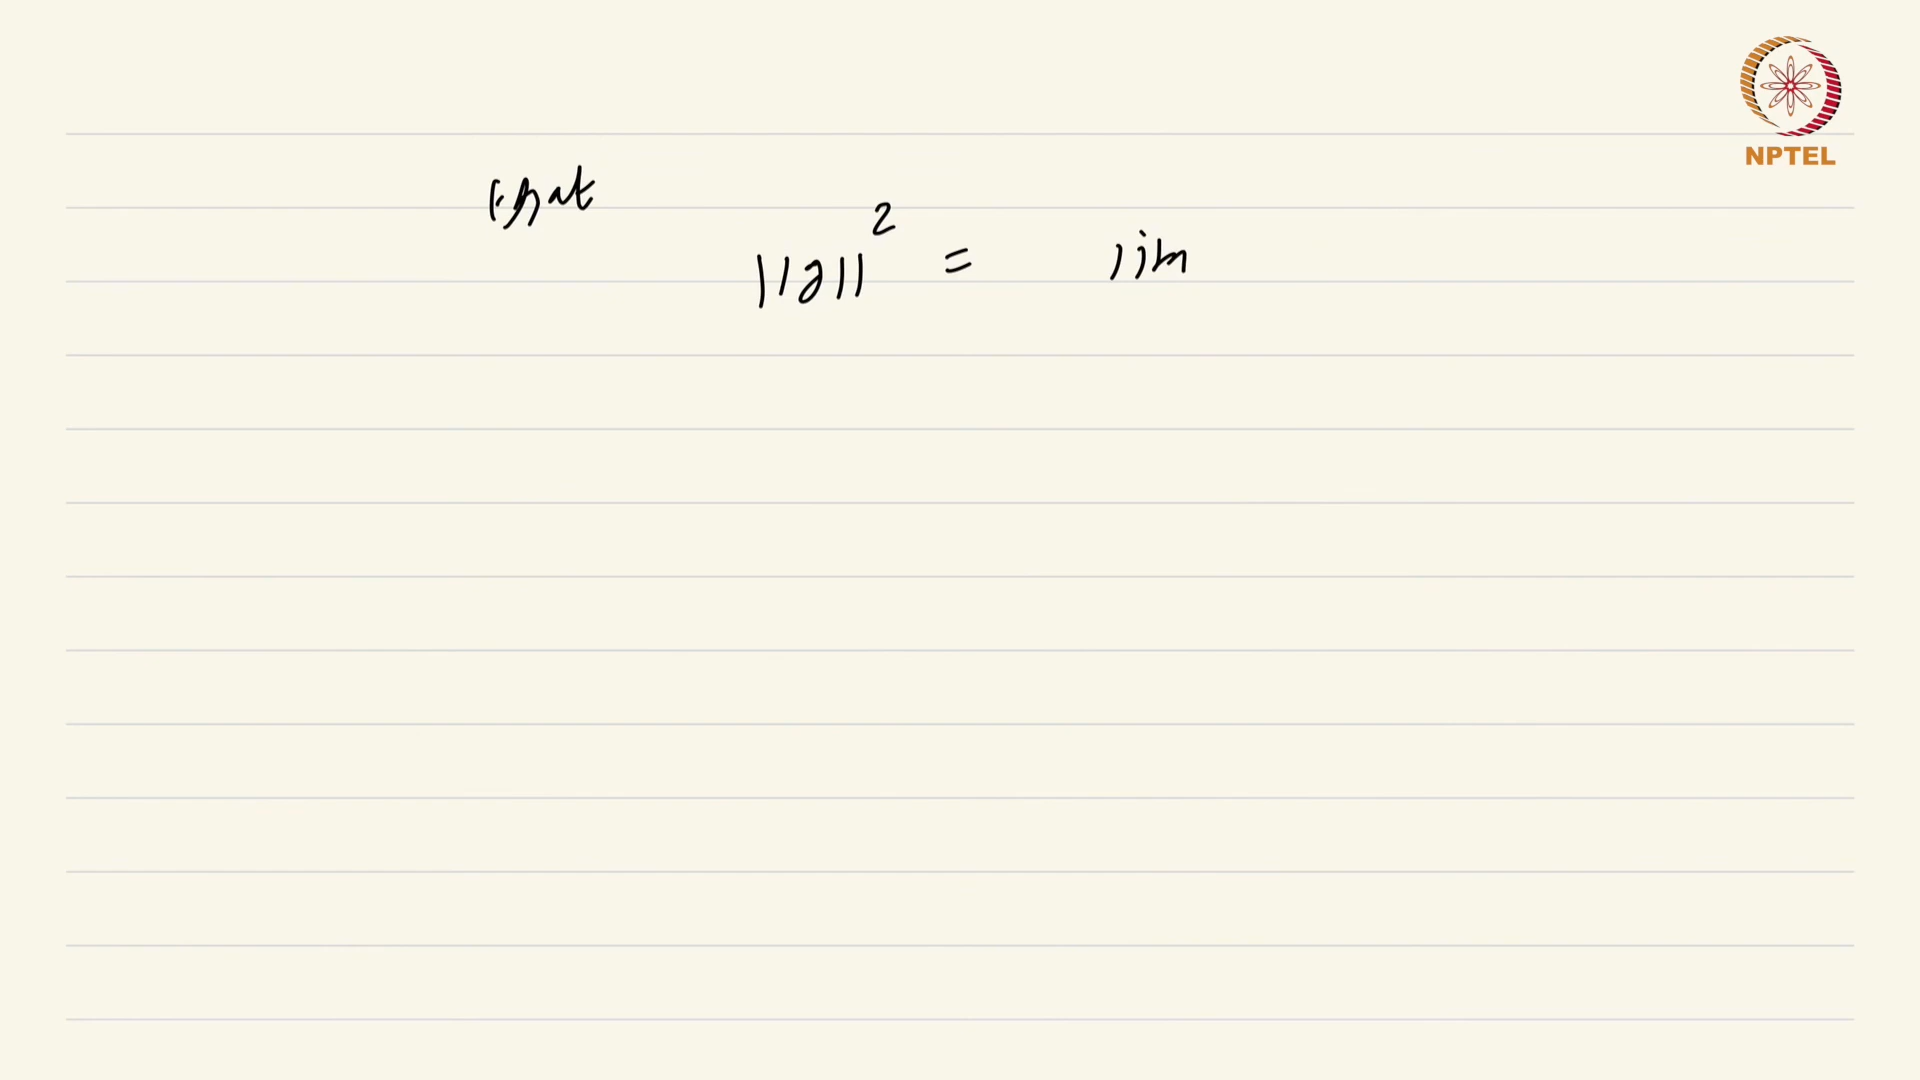 NPTEL
that
||g||² = lim